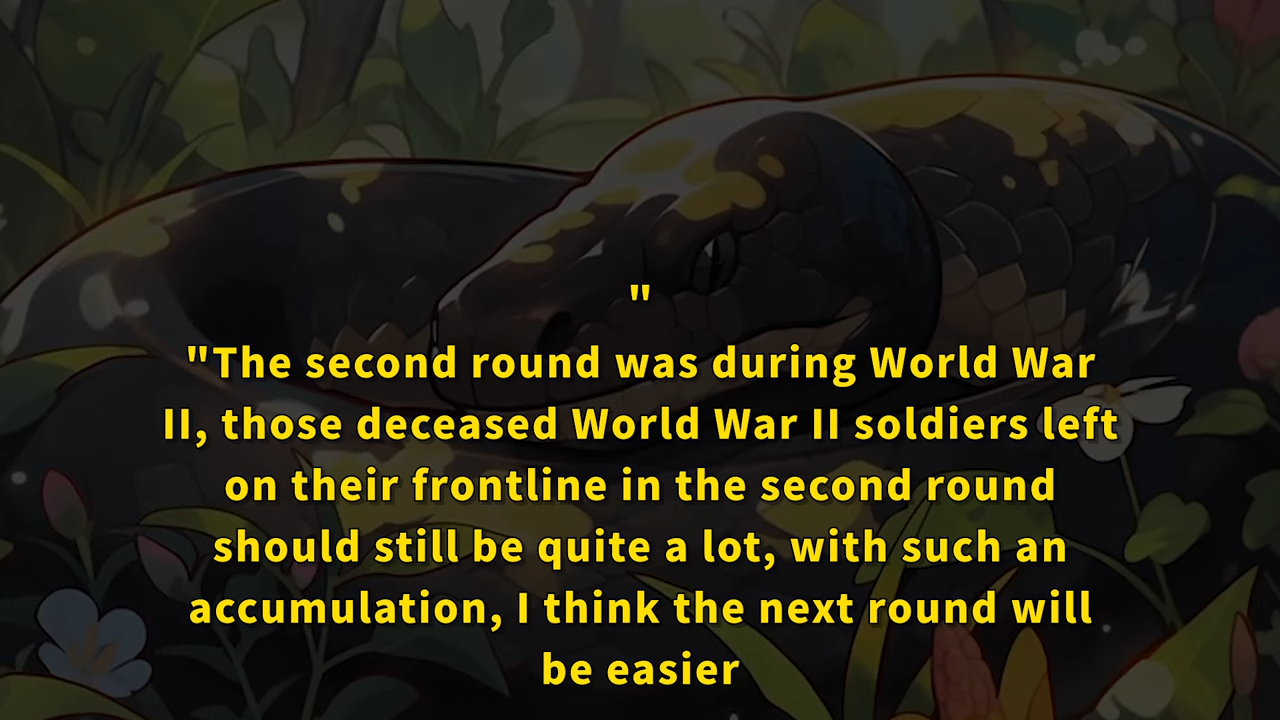 "
"The second round was during World War
II, those deceased World War II soldiers left
on their frontline in the second round
should still be quite a lot, with such an
accumulation, I think the next round will
be easier